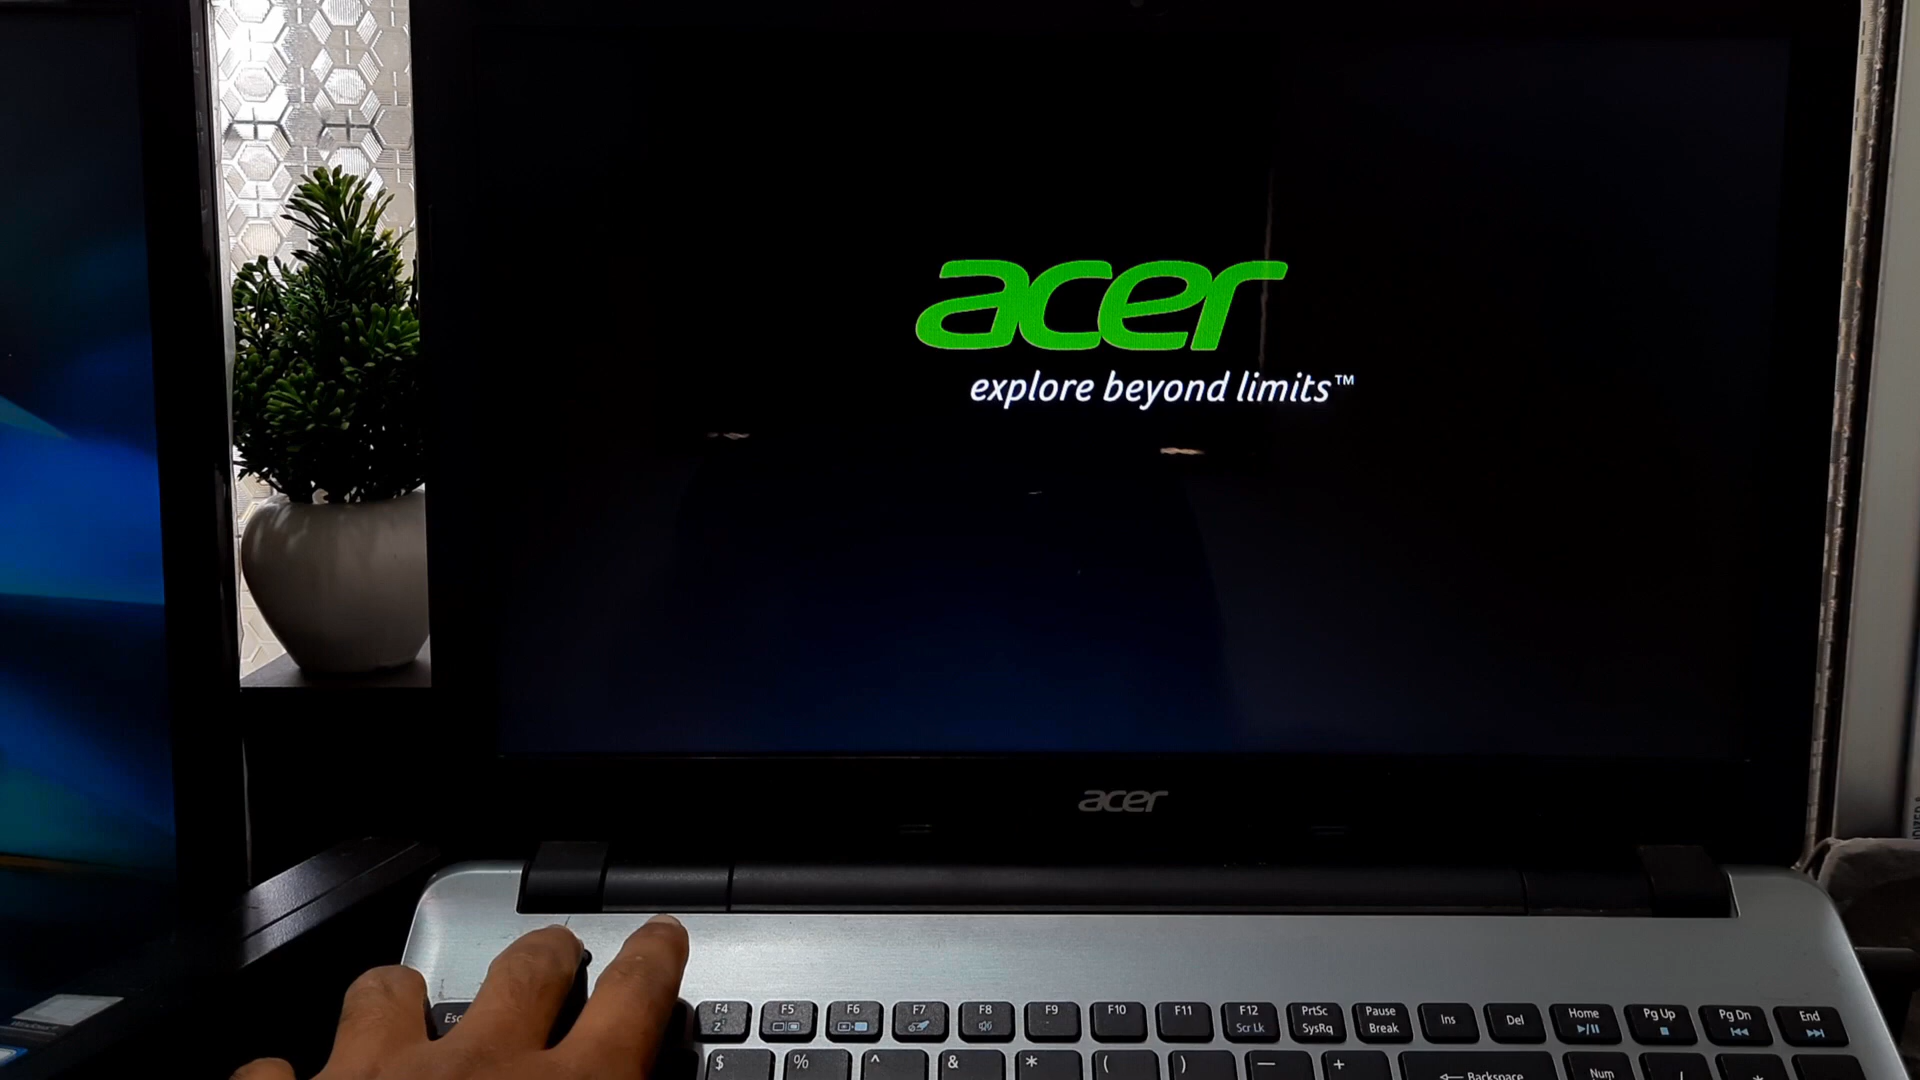 acer
explore beyond limits™
acer
Esc
F4
F5
F6
F7
F8
F9
F10
F11
F12
Scr Lk
PrtSc
SysRq
Pause
Break
Ins
Del
Home
Pg Up
Pg Dn
End
$
%
^
&
*
(
)
—
+
Backspace
Num
/
*